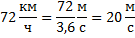 72 км/ч = 72/3,6 м/с = 20 м/с